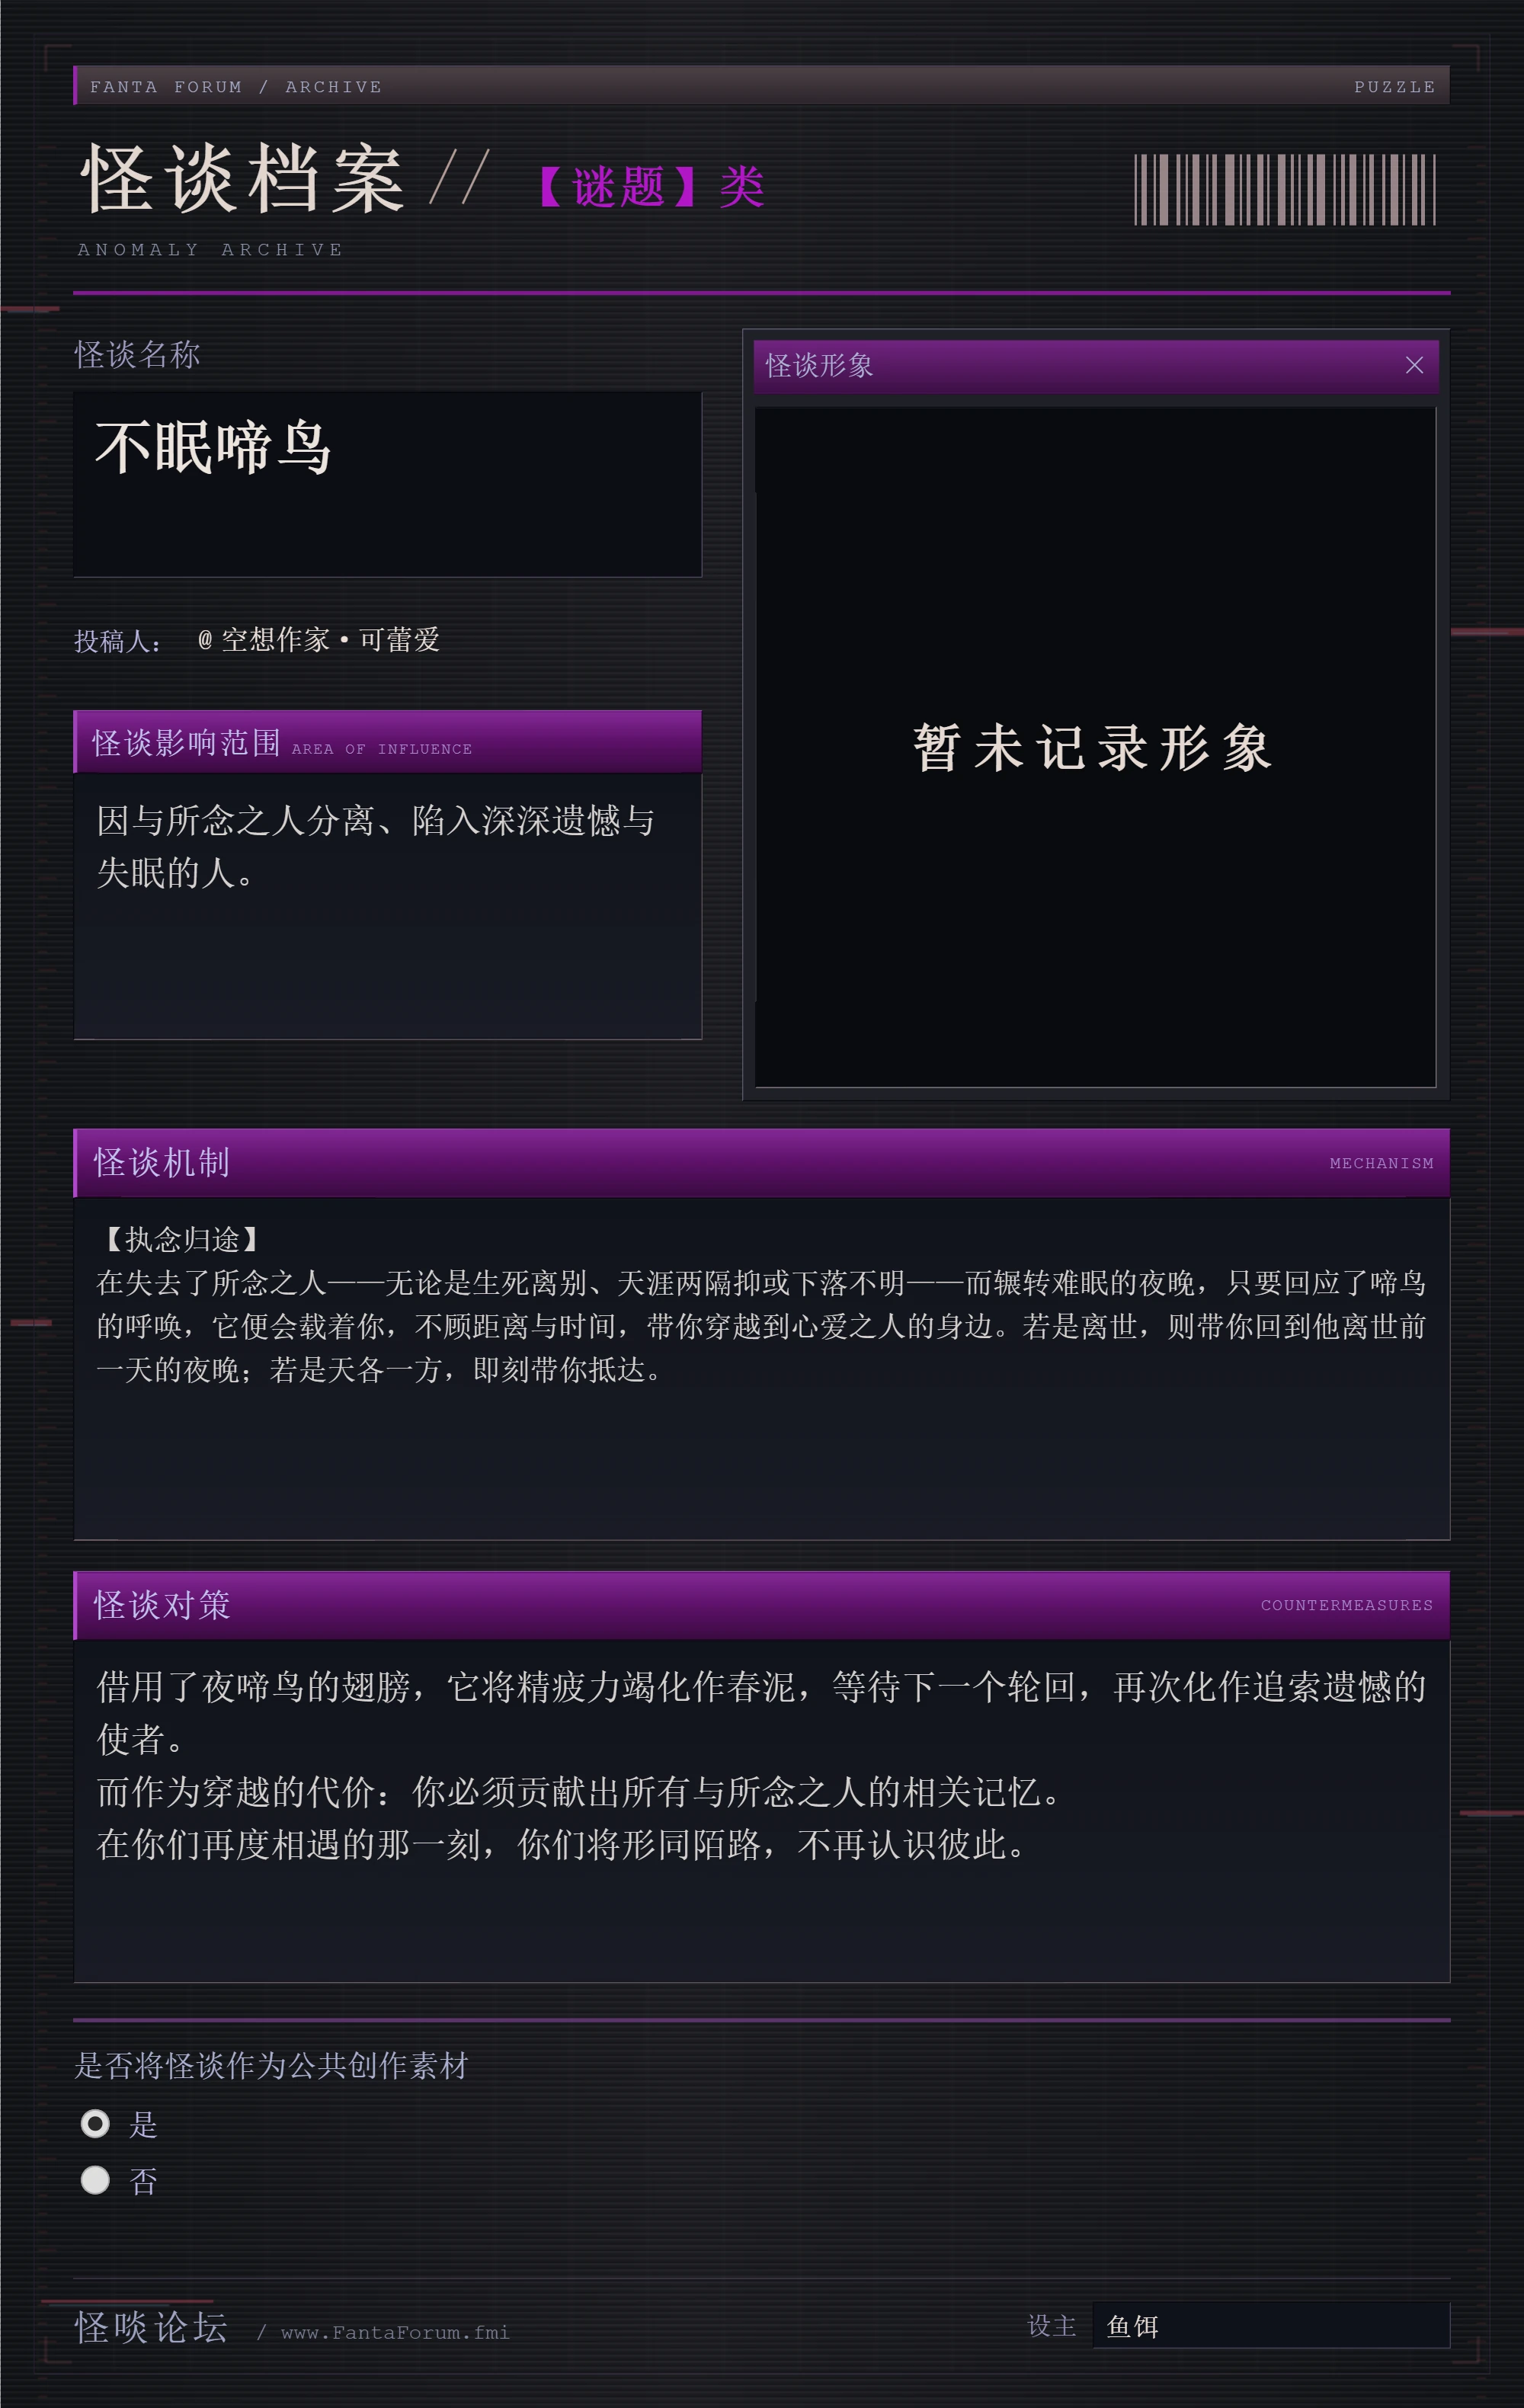 FANTA FORUM / ARCHIVE
PUZZLE
怪谈档案 // 【谜题】类
ANOMALY ARCHIVE
怪谈名称
不眠啼鸟
投稿人： @ 空想作家·可蕾爱
怪谈影响范围 AREA OF INFLUENCE
因与所念之人分离、陷入深深遗憾与
失眠的人。
怪谈形象
暂未记录形象
怪谈机制
MECHANISM
【执念归途】
在失去了所念之人——无论是生死离别、天涯两隔抑或下落不明——而辗转难眠的夜晚，只要回应了啼鸟
的呼唤，它便会载着你，不顾距离与时间，带你穿越到心爱之人的身边。若是离世，则带你回到他离世前
一天的夜晚；若是天各一方，即刻带你抵达。
怪谈对策
COUNTERMEASURES
借用了夜啼鸟的翅膀，它将精疲力竭化作春泥，等待下一个轮回，再次化作追索遗憾的
使者。
而作为穿越的代价：你必须贡献出所有与所念之人的相关记忆。
在你们再度相遇的那一刻，你们将形同陌路，不再认识彼此。
是否将怪谈作为公共创作素材
是
否
怪啖论坛 / www.FantaForum.fmi
设主 鱼饵